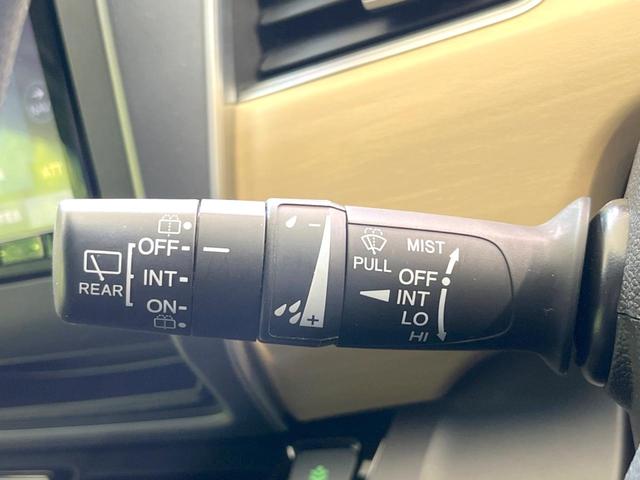 OFF
INT
ON
REAR
−
+
PULL
MIST
OFF
INT
LO
HI